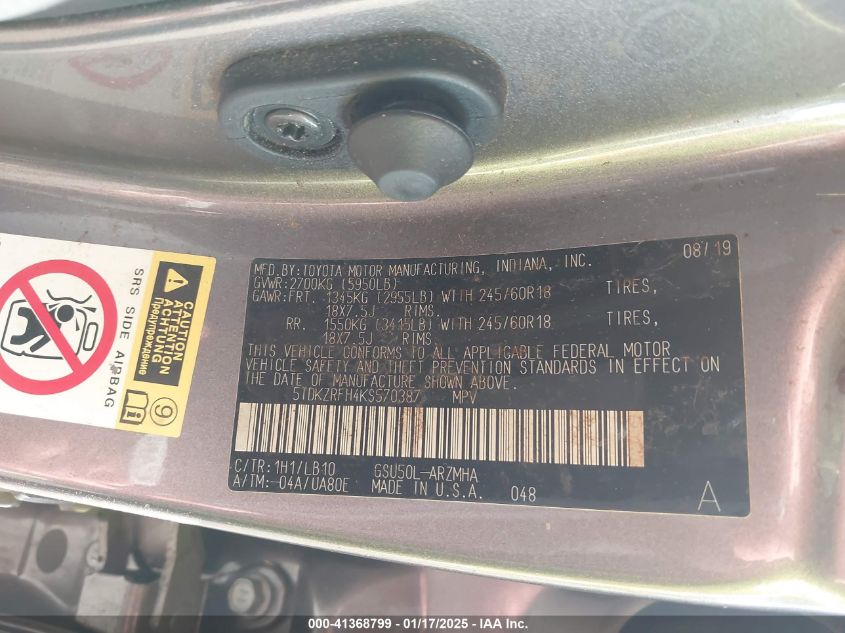 MFD.BY:TOYOTA MOTOR MANUFACTURING, INDIANA, INC. 08/19
GVWR:2700KG (5950LB)
GAWR:FRT. 1345KG (2955LB) WITH 245/60R18 TIRES,
18X7.5J RIMS.
RR. 1550KG (3415LB) WITH 245/60R18 TIRES,
18X7.5J RIMS.
THIS VEHICLE CONFORMS TO ALL APPLICABLE FEDERAL MOTOR
VEHICLE SAFETY AND THEFT PREVENTION STANDARDS IN EFFECT ON
THE DATE OF MANUFACTURE SHOWN ABOVE.
5TDKZRFH4KS570387 MPV
C/TR:1H1/LB10 GSU50L-ARZMHA
A/TM:-04A/UA80E MADE IN U.S.A. 048
A
SRS SIDE AIRBAG
CAUTION
ATTENTION
ACHTUNG
Предупреждение
9
000-41368799 — 01/17/2025 — IAA Inc.